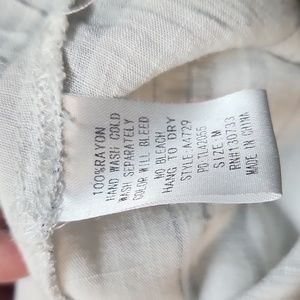 100%RAYON
HAND WASH COLD
WASH SEPARATELY
COLOR WILL BLEED
NO BLEACH
HANG TO DRY
STYLE:A4729
PO:TL42055
SIZE:M
RN#130733
MADE IN CHINA